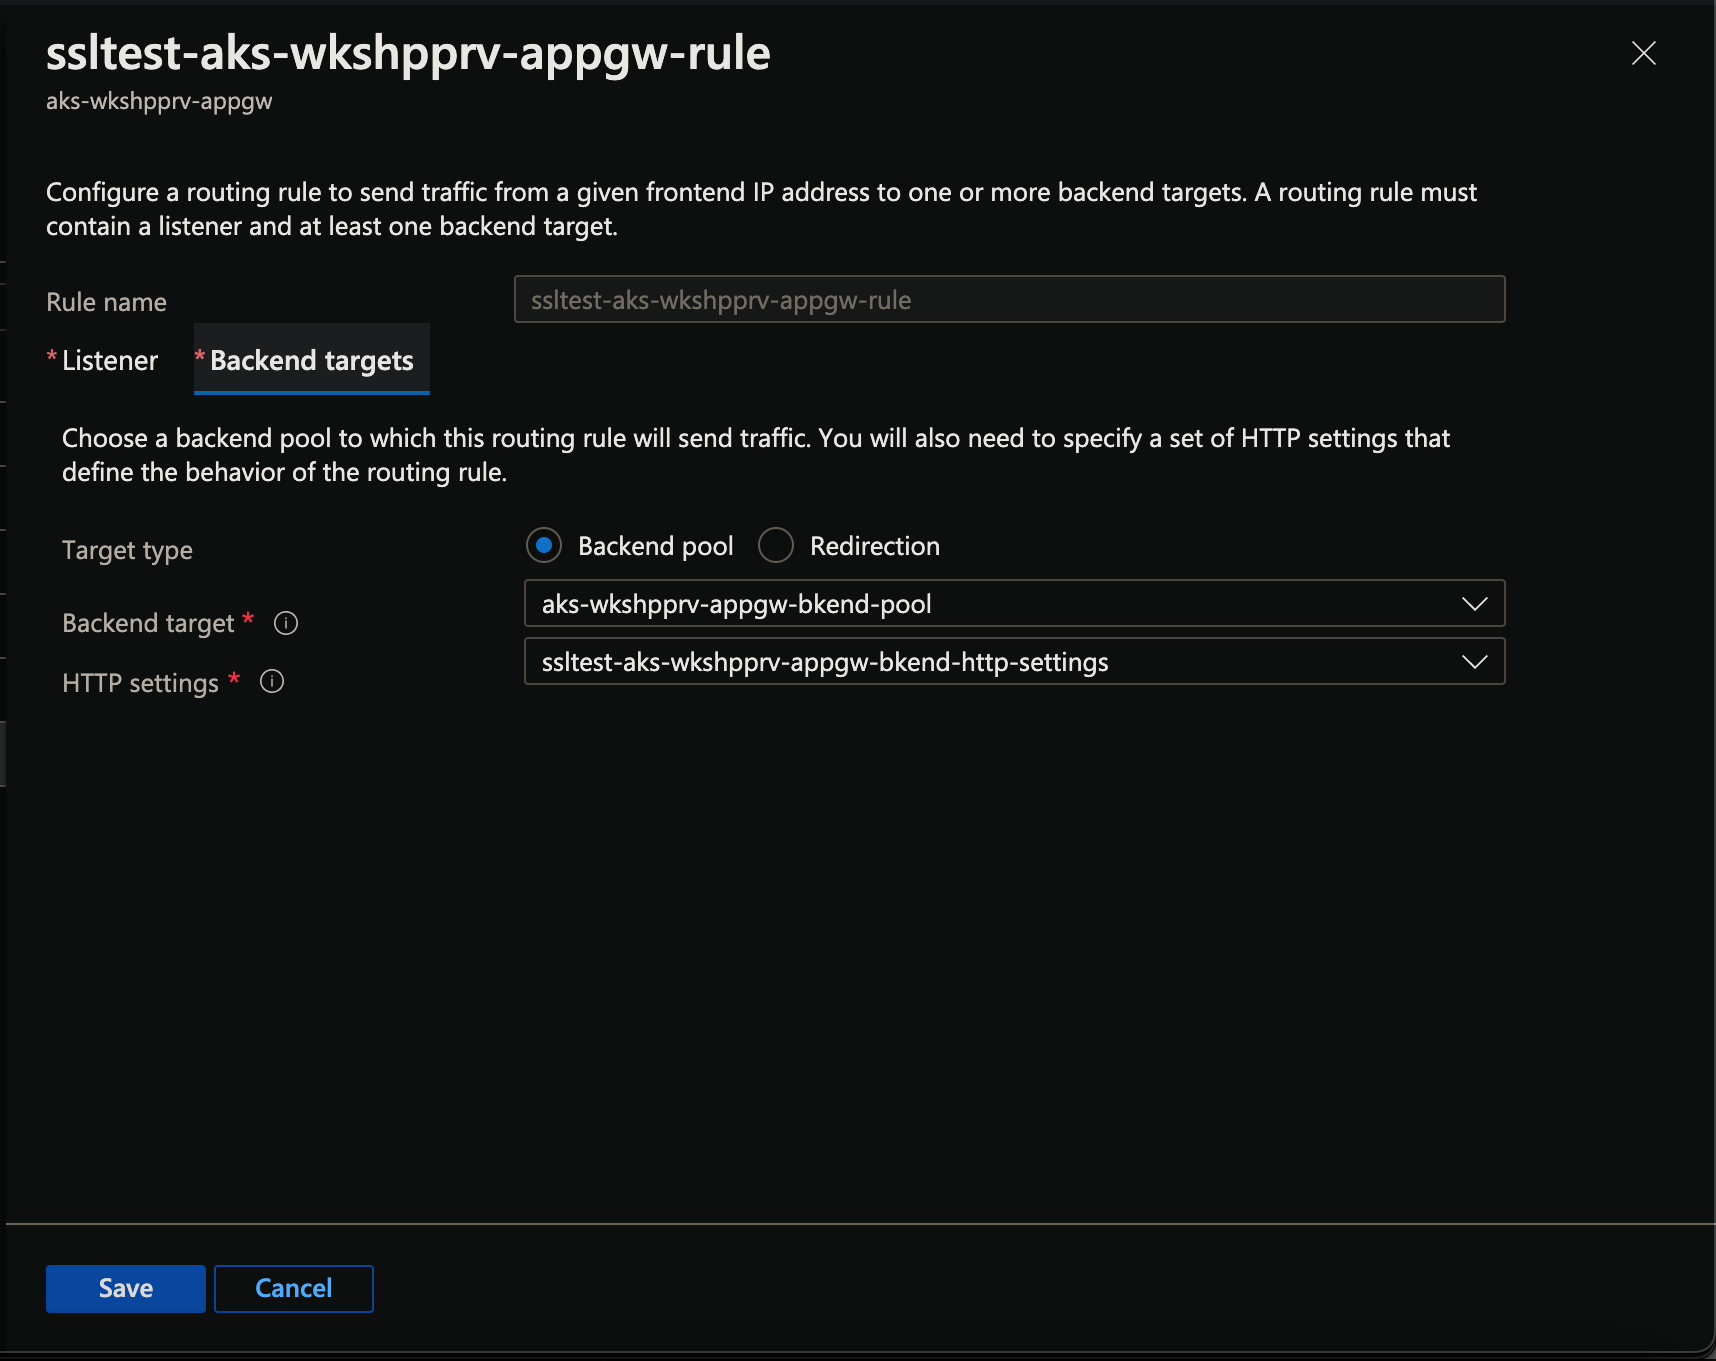 ssltest-aks-wkshpprv-appgw-rule
aks-wkshpprv-appgw
Configure a routing rule to send traffic from a given frontend IP address to one or more backend targets. A routing rule must
contain a listener and at least one backend target.
Rule name
ssltest-aks-wkshpprv-appgw-rule
* Listener
* Backend targets
Choose a backend pool to which this routing rule will send traffic. You will also need to specify a set of HTTP settings that
define the behavior of the routing rule.
Target type
Backend pool
Redirection
Backend target *
aks-wkshpprv-appgw-bkend-pool
HTTP settings *
ssltest-aks-wkshpprv-appgw-bkend-http-settings
Save
Cancel